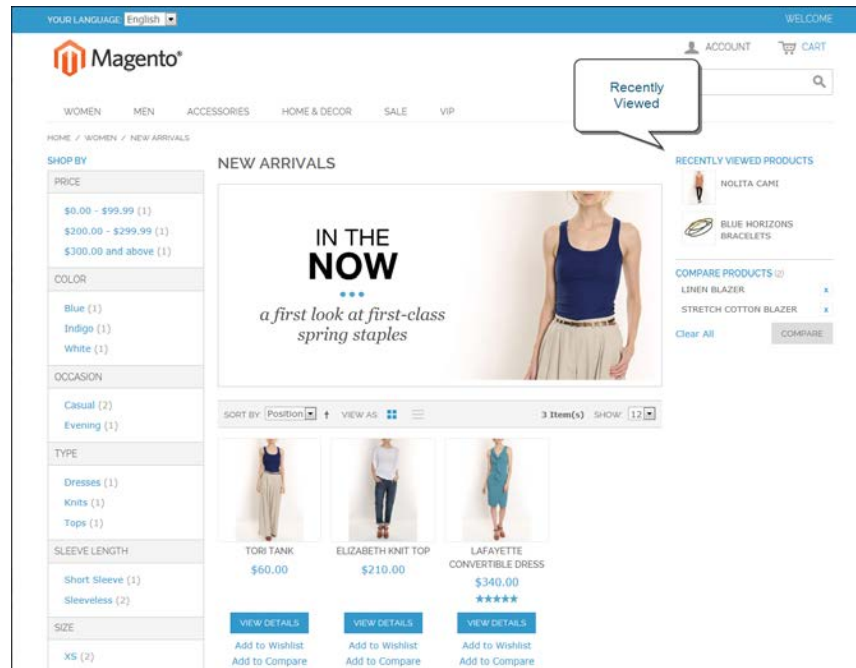 YOUR LANGUAGE: English
WELCOME
Magento®
ACCOUNT
CART
Recently
Viewed
WOMEN MEN ACCESSORIES HOME & DECOR SALE VIP
HOME / WOMEN / NEW ARRIVALS
SHOP BY
PRICE
$0.00 - $99.99 (1)
$200.00 - $299.99 (1)
$300.00 and above (1)
COLOR
Blue (1)
Indigo (1)
White (1)
OCCASION
Casual (2)
Evening (1)
TYPE
Dresses (1)
Knits (1)
Tops (1)
SLEEVE LENGTH
Short Sleeve (1)
Sleeveless (2)
SIZE
XS (2)
NEW ARRIVALS
IN THE
NOW
a first look at first-class
spring staples
SORT BY Position VIEW AS 3 Item(s) SHOW 12
TORI TANK
$60.00
VIEW DETAILS
Add to Wishlist
Add to Compare
ELIZABETH KNIT TOP
$210.00
VIEW DETAILS
Add to Wishlist
Add to Compare
LAFAYETTE
CONVERTIBLE DRESS
$340.00
VIEW DETAILS
Add to Wishlist
Add to Compare
RECENTLY VIEWED PRODUCTS
NOLITA CAMI
BLUE HORIZONS
BRACELETS
COMPARE PRODUCTS (2)
LINEN BLAZER x
STRETCH COTTON BLAZER x
Clear All COMPARE